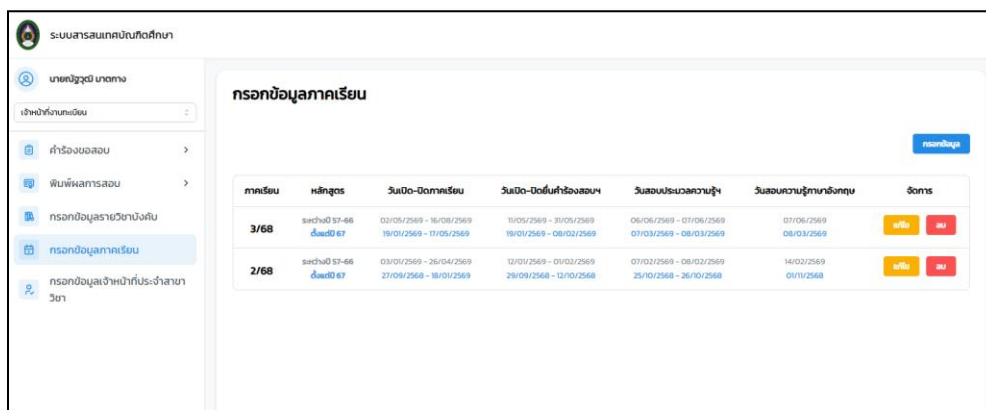 ระบบสารสนเทศบัณฑิตศึกษา
นายณัฐวุฒิ มาตกาง
เจ้าหน้าที่งานทะเบียน
คำร้องขอสอบ
พิมพ์ผลการสอบ
กรอกข้อมูลรายวิชาบังคับ
กรอกข้อมูลภาคเรียน
กรอกข้อมูลเจ้าหน้าที่ประจำสาขา
วิชา
กรอกข้อมูลภาคเรียน
กรอกข้อมูล
ภาคเรียน หลักสูตร วันเปิด-ปิดภาคเรียน วันเปิด-ปิดยื่นคำร้องสอบฯ วันสอบประมวลความรู้ฯ วันสอบความรู้ภาษาอังกฤษ จัดการ
3/68 ระหว่างปี 57-66 02/05/2569 - 16/08/2569 11/05/2569 - 31/05/2569 06/06/2569 - 07/06/2569 07/06/2569 แก้ไข ลบ
ตั้งแต่ปี 67 19/01/2569 - 17/05/2569 19/01/2569 - 08/02/2569 07/03/2569 - 08/03/2569 08/03/2569
2/68 ระหว่างปี 57-66 03/01/2569 - 26/04/2569 12/01/2569 - 01/02/2569 07/02/2569 - 08/02/2569 14/02/2569 แก้ไข ลบ
ตั้งแต่ปี 67 27/09/2568 - 18/01/2569 29/09/2568 - 12/10/2568 25/10/2568 - 26/10/2568 01/11/2568